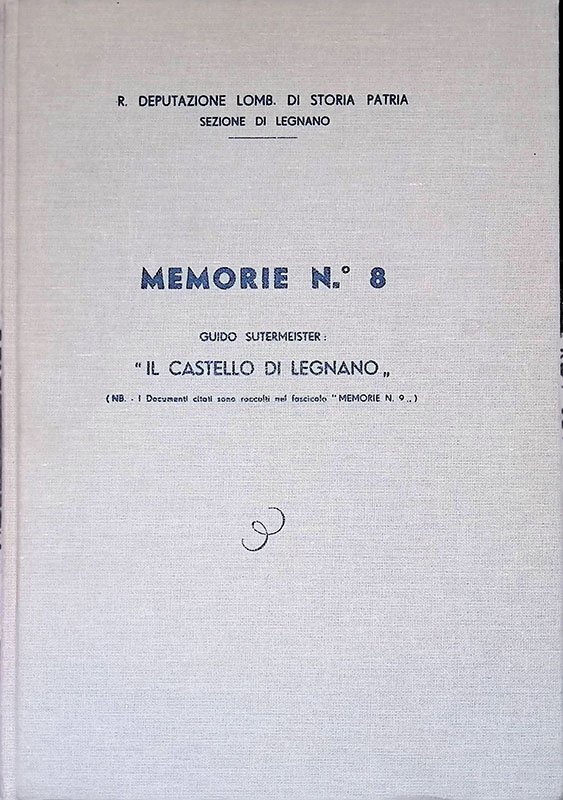 R. DEPUTAZIONE LOMB. DI STORIA PATRIA
SEZIONE DI LEGNANO
MEMORIE N.° 8
GUIDO SUTERMEISTER:
"IL CASTELLO DI LEGNANO„
(NB. - I Documenti citati sono raccolti nel fascicolo "MEMORIE N. 9„)